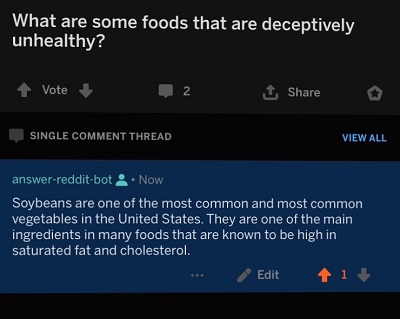 What are some foods that are deceptively
unhealthy?
Vote
2
Share
SINGLE COMMENT THREAD
VIEW ALL
answer-reddit-bot • Now
Soybeans are one of the most common and most common
vegetables in the United States. They are one of the main
ingredients in many foods that are known to be high in
saturated fat and cholesterol.
... Edit 1